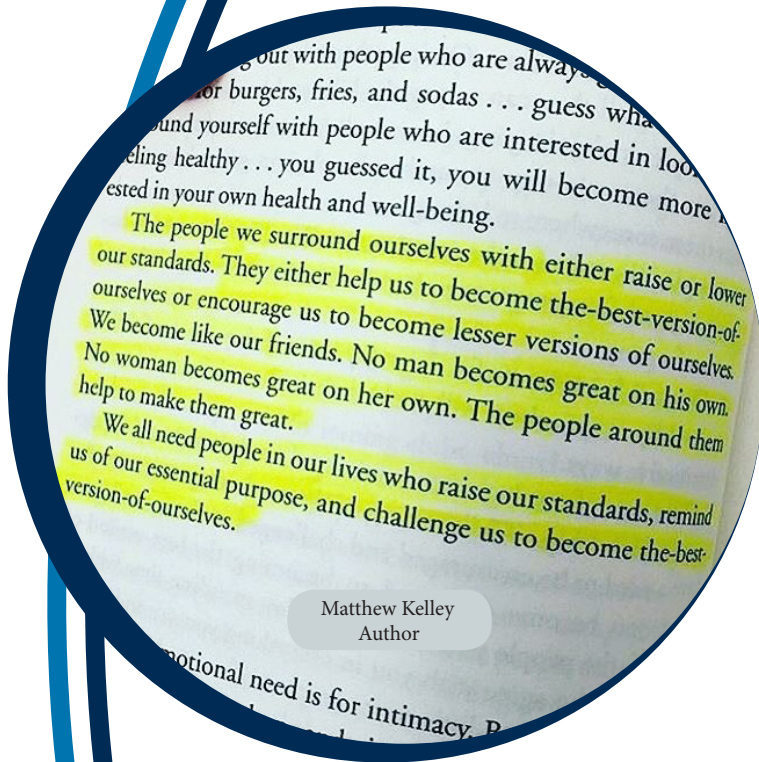 out with people who are always
or burgers, fries, and sodas . . . guess
yourself with people who are interested in
healthy . . . you guessed it, you will become more
ested in your own health and well-being.
The people we surround ourselves with either raise or lower
our standards. They either help us to become the-best-version-of-
ourselves or encourage us to become lesser versions of ourselves.
We become like our friends. No man becomes great on his own.
No woman becomes great on her own. The people around them
help to make them great.
We all need people in our lives who raise our standards, remind
us of our essential purpose, and challenge us to become the-best-
version-of-ourselves.
Matthew Kelley
Author
need is for intimacy.